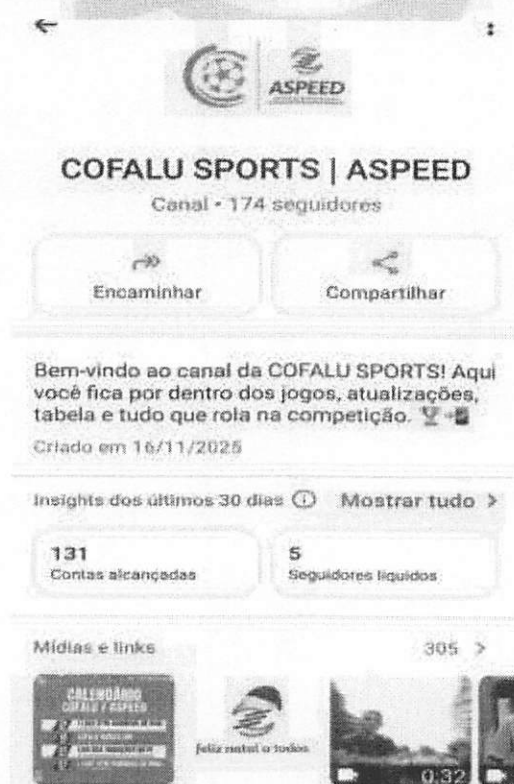 ASPEED
COFALU SPORTS | ASPEED
Canal • 174 seguidores
Encaminhar
Compartilhar
Bem-vindo ao canal da COFALU SPORTS! Aqui
você fica por dentro dos jogos, atualizações,
tabela e tudo que rola na competição. 🏆📲
Criado em 16/11/2025
Insights dos últimos 30 dias
Mostrar tudo >
131
Contas alcançadas
5
Seguidores líquidos
Mídias e links
305 >
CALENDÁRIO
COFALU / ASPEED
feliz natal a todos
0:32